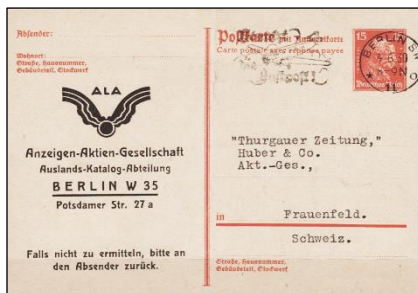 Absender:
Wohnort:
Straße, Hausnummer,
Gebäudeteil, Stockwerk
ALA
Anzeigen-Aktien-Gesellschaft
Auslands-Katalog-Abteilung
BERLIN W 35
Potsdamer Str. 27 a
Falls nicht zu ermitteln, bitte an
den Absender zurück.
Postkarte mit Antwortkarte
Carte postale avec réponse payée
15
Deutsches Reich
BERLIN SW
"Thurgauer Zeitung,"
Huber & Co.
Akt.-Ges.,
in
Frauenfeld.
Schweiz.
Straße, Hausnummer,
Gebäudeteil, Stockwerk